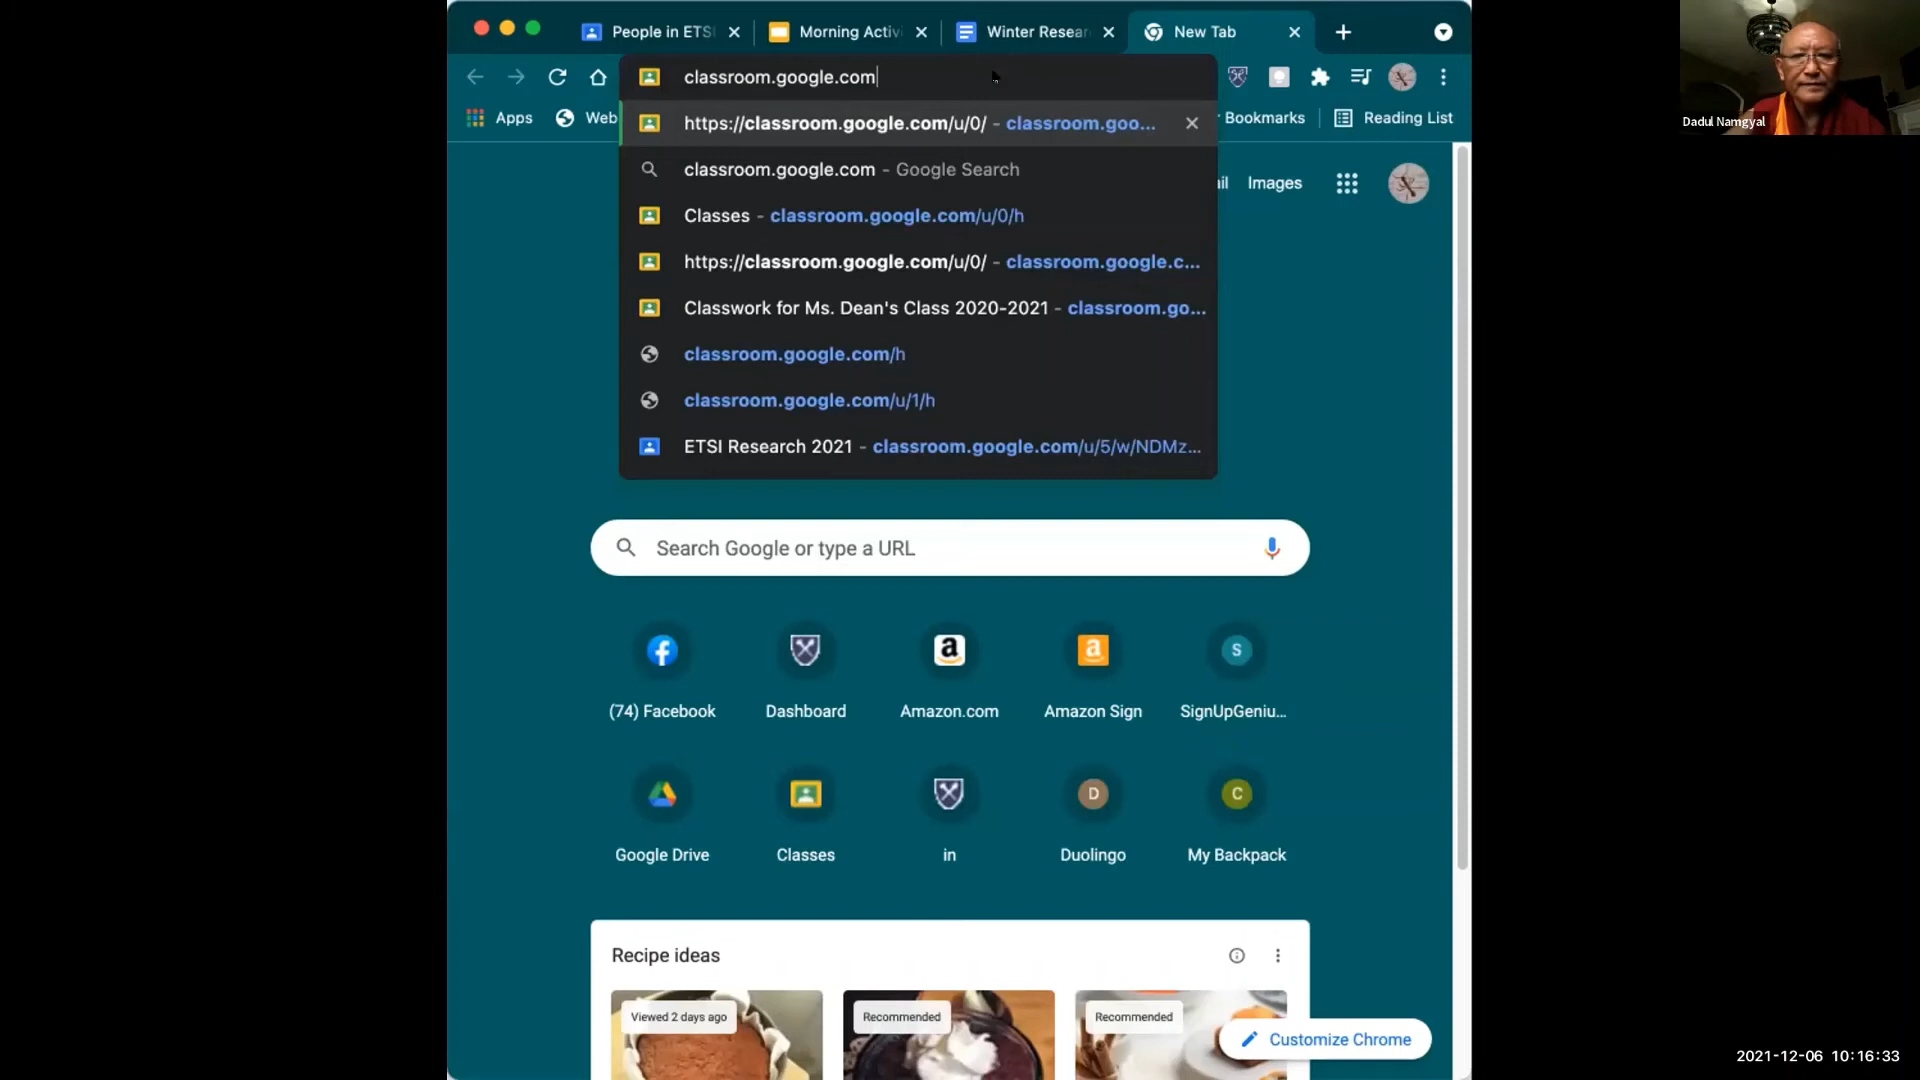 People in ETSI
Morning Activ
Winter Resear
New Tab
classroom.google.com
Apps
Web
Bookmarks
Reading List
https://classroom.google.com/u/0/ - classroom.goo...
classroom.google.com - Google Search
Classes - classroom.google.com/u/0/h
https://classroom.google.com/u/0/ - classroom.google.c...
Classwork for Ms. Dean's Class 2020-2021 - classroom.go...
classroom.google.com/h
classroom.google.com/u/1/h
ETSI Research 2021 - classroom.google.com/u/5/w/NDMz...
il
Images
Search Google or type a URL
(74) Facebook
Dashboard
Amazon.com
Amazon Sign
SignUpGeniu...
Google Drive
Classes
in
Duolingo
My Backpack
Recipe ideas
Viewed 2 days ago
Recommended
Recommended
Customize Chrome
Dadul Namgyal
2021-12-06 10:16:33